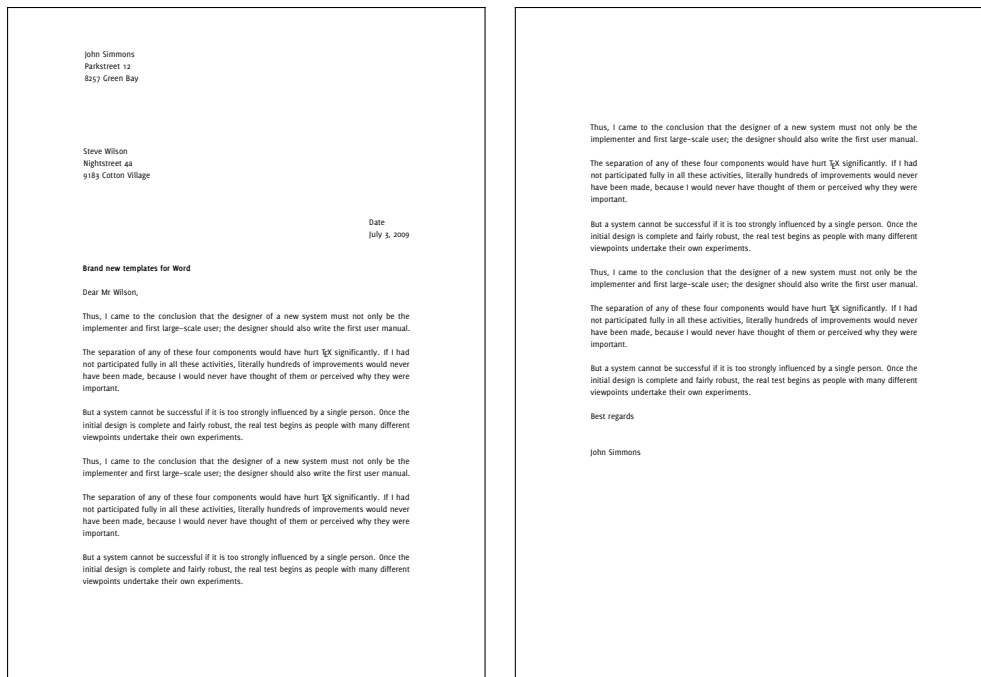 John Simmons
Parkstreet 12
8257 Green Bay
Steve Wilson
Nightstreet 4a
9183 Cotton Village
Date
July 3, 2009
Brand new templates for Word
Dear Mr Wilson,
Thus, I came to the conclusion that the designer of a new system must not only be the
implementer and first large-scale user; the designer should also write the first user manual.
The separation of any of these four components would have hurt TEX significantly. If I had
not participated fully in all these activities, literally hundreds of improvements would never
have been made, because I would never have thought of them or perceived why they were
important.
But a system cannot be successful if it is too strongly influenced by a single person. Once the
initial design is complete and fairly robust, the real test begins as people with many different
viewpoints undertake their own experiments.
Thus, I came to the conclusion that the designer of a new system must not only be the
implementer and first large-scale user; the designer should also write the first user manual.
The separation of any of these four components would have hurt TEX significantly. If I had
not participated fully in all these activities, literally hundreds of improvements would never
have been made, because I would never have thought of them or perceived why they were
important.
But a system cannot be successful if it is too strongly influenced by a single person. Once the
initial design is complete and fairly robust, the real test begins as people with many different
viewpoints undertake their own experiments.
Thus, I came to the conclusion that the designer of a new system must not only be the
implementer and first large-scale user; the designer should also write the first user manual.
The separation of any of these four components would have hurt TEX significantly. If I had
not participated fully in all these activities, literally hundreds of improvements would never
have been made, because I would never have thought of them or perceived why they were
important.
But a system cannot be successful if it is too strongly influenced by a single person. Once the
initial design is complete and fairly robust, the real test begins as people with many different
viewpoints undertake their own experiments.
Thus, I came to the conclusion that the designer of a new system must not only be the
implementer and first large-scale user; the designer should also write the first user manual.
The separation of any of these four components would have hurt TEX significantly. If I had
not participated fully in all these activities, literally hundreds of improvements would never
have been made, because I would never have thought of them or perceived why they were
important.
But a system cannot be successful if it is too strongly influenced by a single person. Once the
initial design is complete and fairly robust, the real test begins as people with many different
viewpoints undertake their own experiments.
Best regards
John Simmons